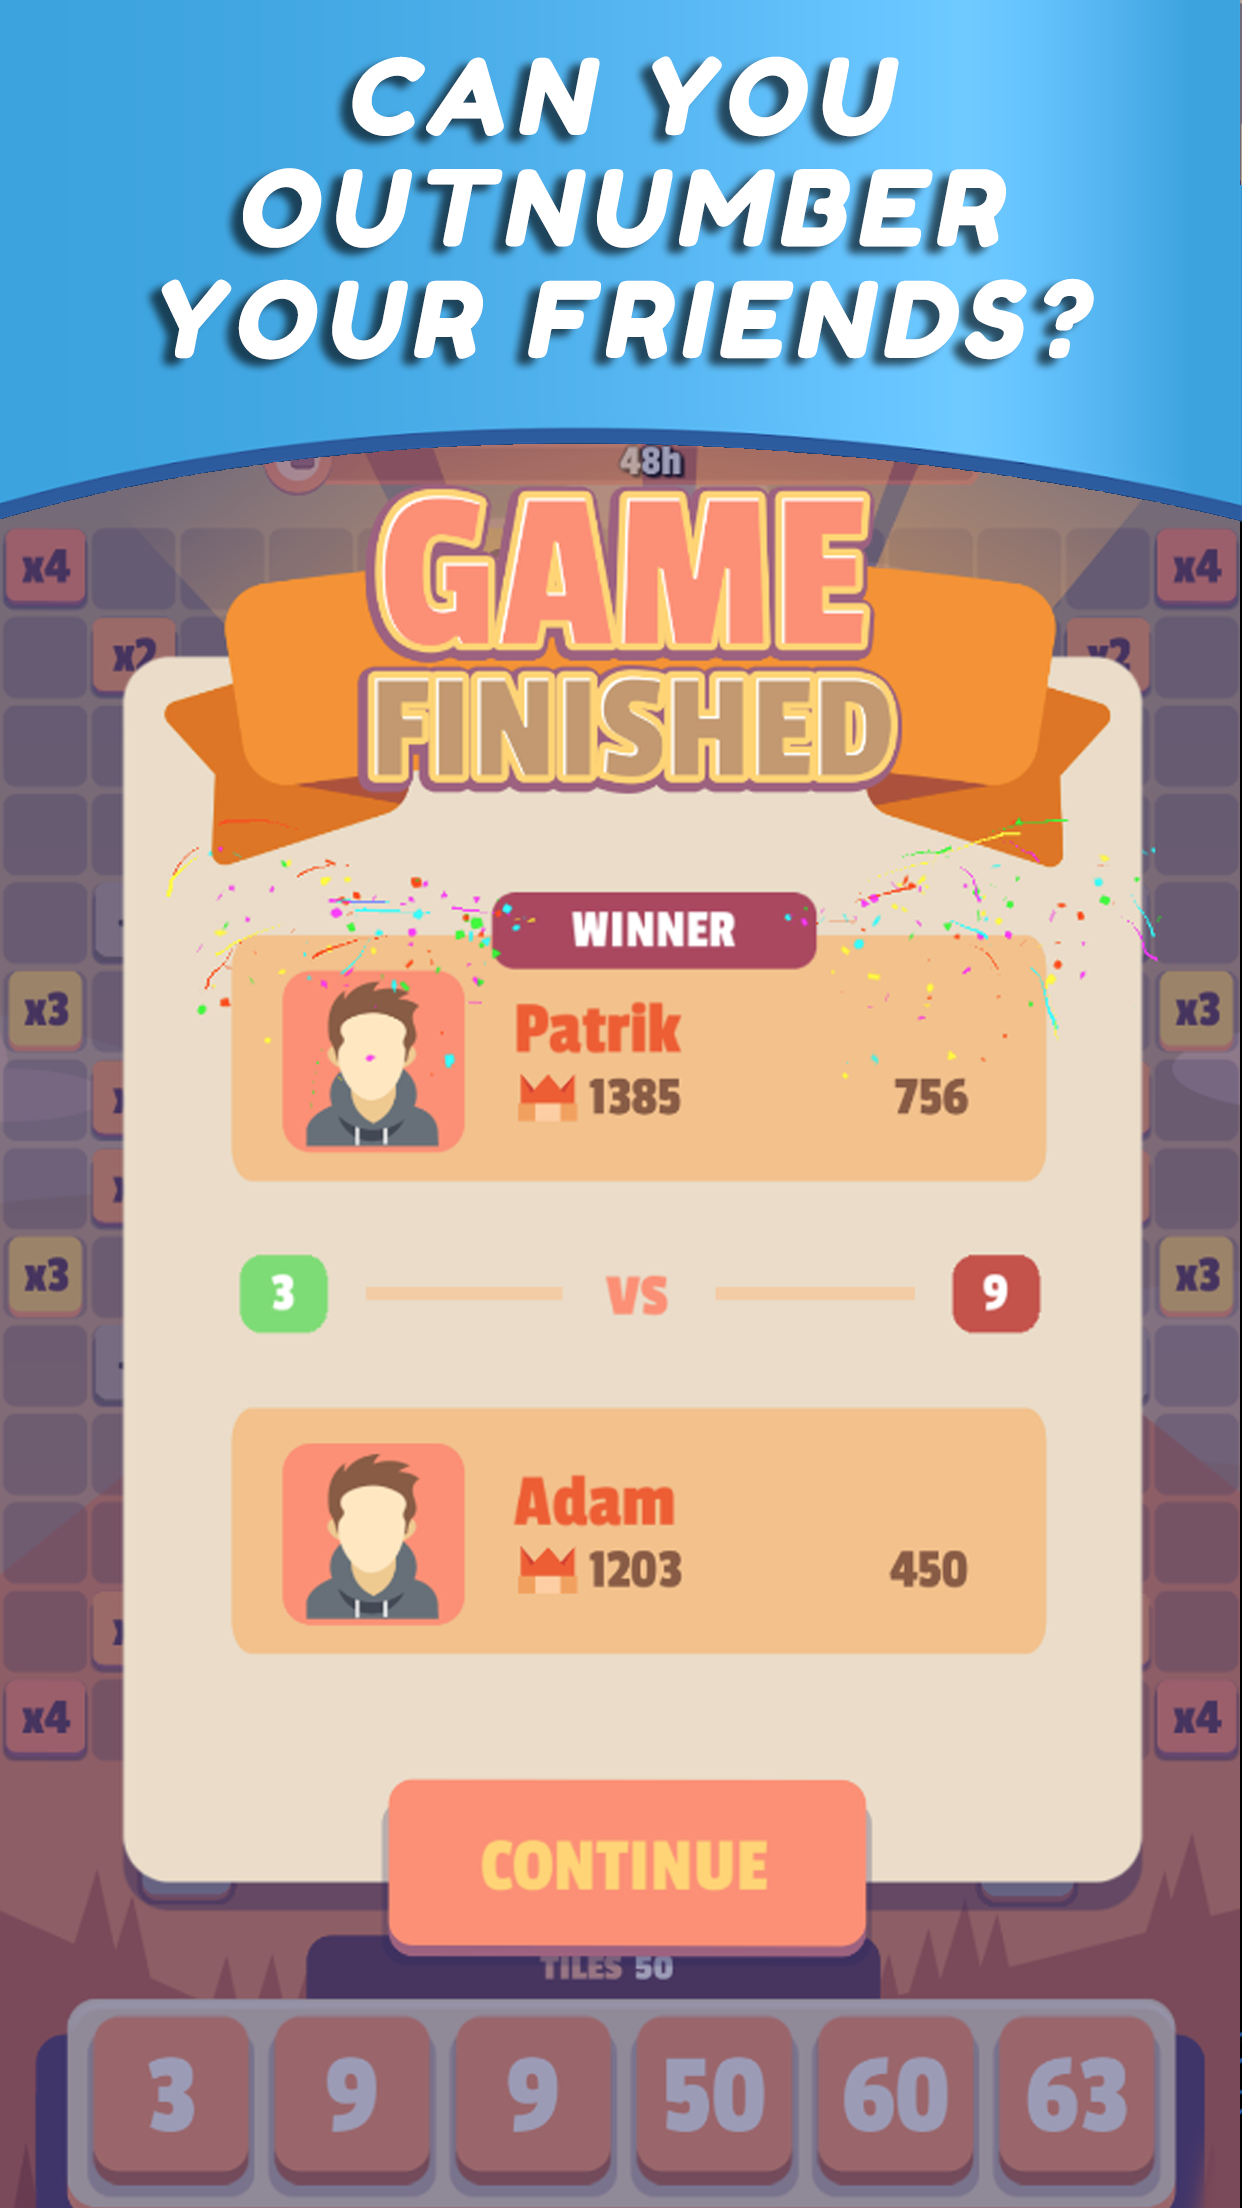 CAN YOU
OUTNUMBER
YOUR FRIENDS?
48h
GAME
FINISHED
x4
x4
x2
x2
WINNER
Patrik
1385
756
x3
x3
3
VS
9
x3
x3
Adam
1203
450
x4
x4
CONTINUE
TILES 50
3
9
9
50
60
63